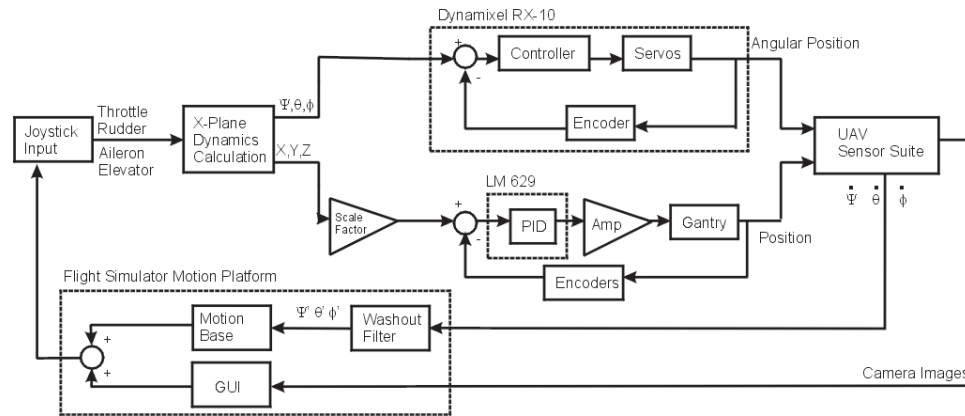 Dynamixel RX-10
+
-
Controller
Servos
Angular Position
Encoder
Ψ,θ,ϕ
Joystick
Input
Throttle
Rudder
Aileron
Elevator
X-Plane
Dynamics
Calculation
X,Y,Z
UAV
Sensor Suite
Ψ̇ θ̇ ϕ̇
Scale
Factor
+
-
LM 629
PID
Amp
Gantry
Position
Encoders
Flight Simulator Motion Platform
Motion
Base
Ψ' θ' ϕ'
Washout
Filter
+
+
GUI
Camera Images